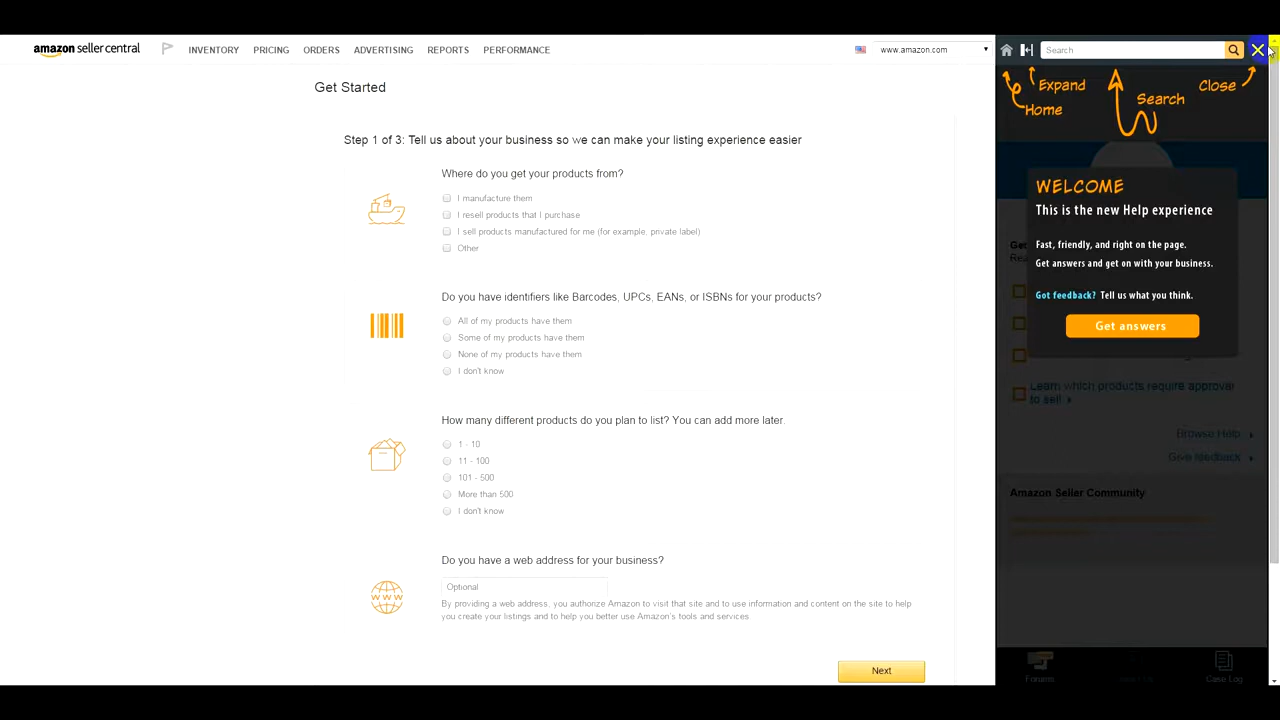 amazon seller central
INVENTORY PRICING ORDERS ADVERTISING REPORTS PERFORMANCE
www.amazon.com
Search
Get Started
Step 1 of 3: Tell us about your business so we can make your listing experience easier
Where do you get your products from?
I manufacture them
I resell products that I purchase
I sell products manufactured for me (for example, private label)
Other
Do you have identifiers like Barcodes, UPCs, EANs, or ISBNs for your products?
All of my products have them
Some of my products have them
None of my products have them
I don't know
How many different products do you plan to list? You can add more later.
1 - 10
11 - 100
101 - 500
More than 500
I don't know
Do you have a web address for your business?
WWW
Optional
By providing a web address, you authorize Amazon to visit that site and to use information and content on the site to help
you create your listings and to help you better use Amazon's tools and services
Next
Expand
Home
Search
Close
WELCOME
This is the new Help experience
Fast, friendly, and right on the page.
Get answers and get on with your business.
Got feedback? Tell us what you think.
Get answers
Learn which products require approval
to sell
Browse Help
Give feedback
Amazon Seller Community
Forums
Case Log